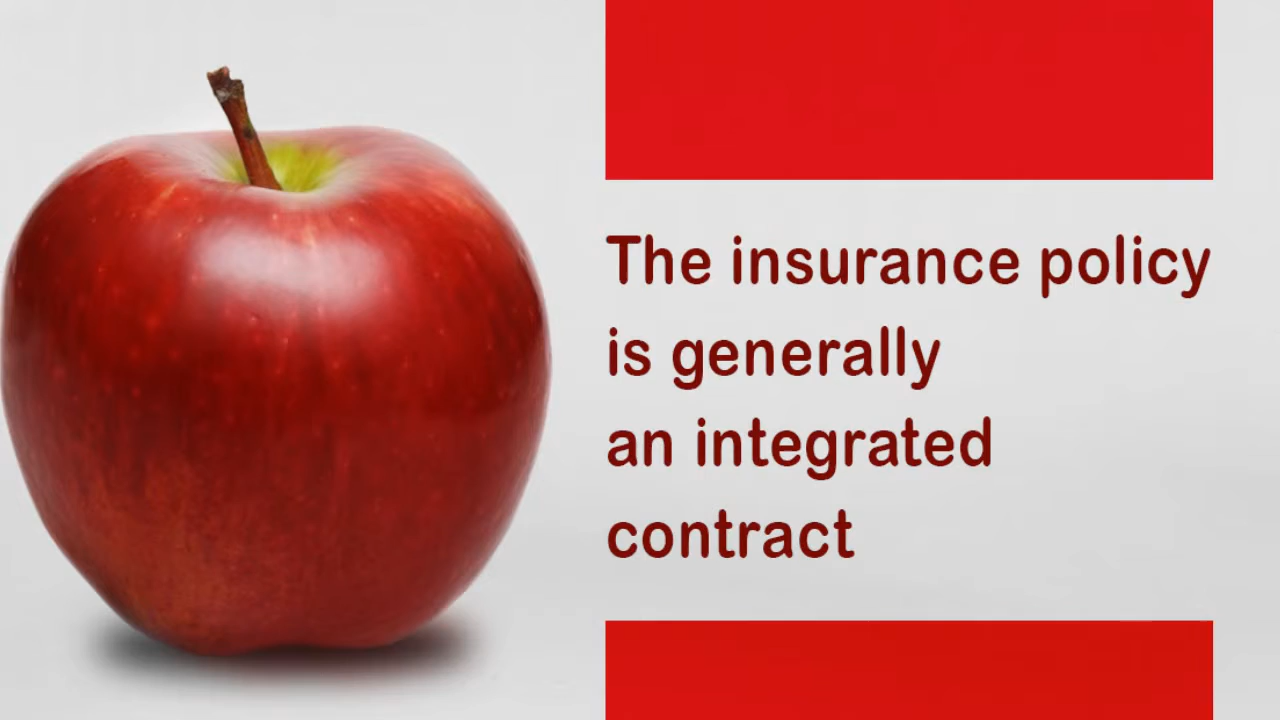 The insurance policy
is generally
an integrated
contract